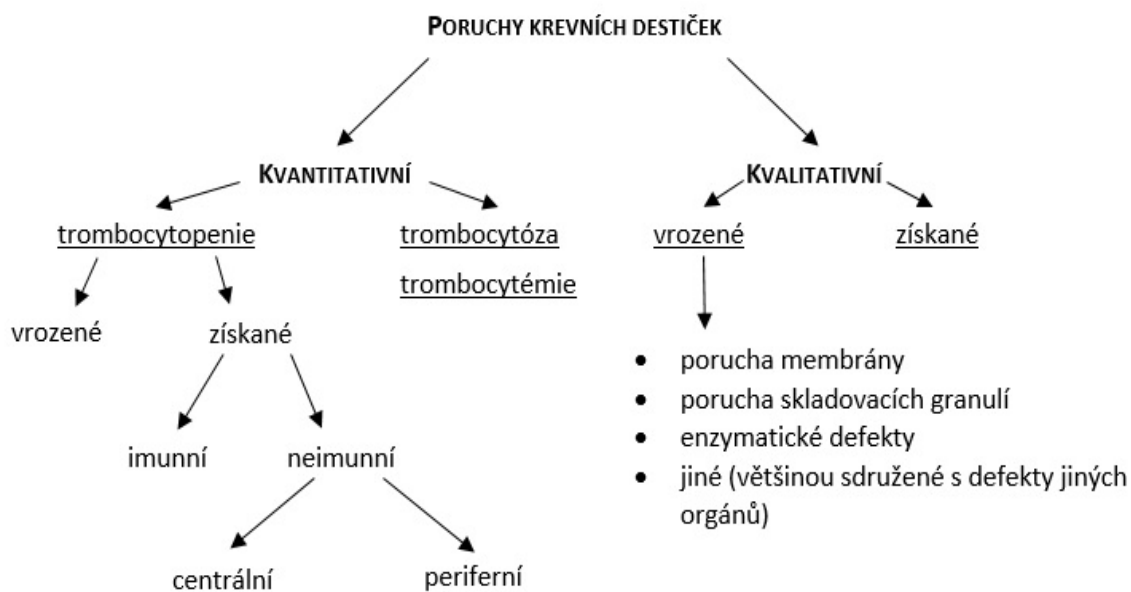 PORUCHY KREVNÍCH DESTIČEK
KVANTITATIVNÍ
KVALITATIVNÍ
trombocytopenie
trombocytóza
vrozené
získané
trombocytémie
vrozené
získané
• porucha membrány
• porucha skladovacích granulí
• enzymatické defekty
• jiné (většinou sdružené s defekty jiných
orgánů)
imunní
neimunní
centrální
periferní